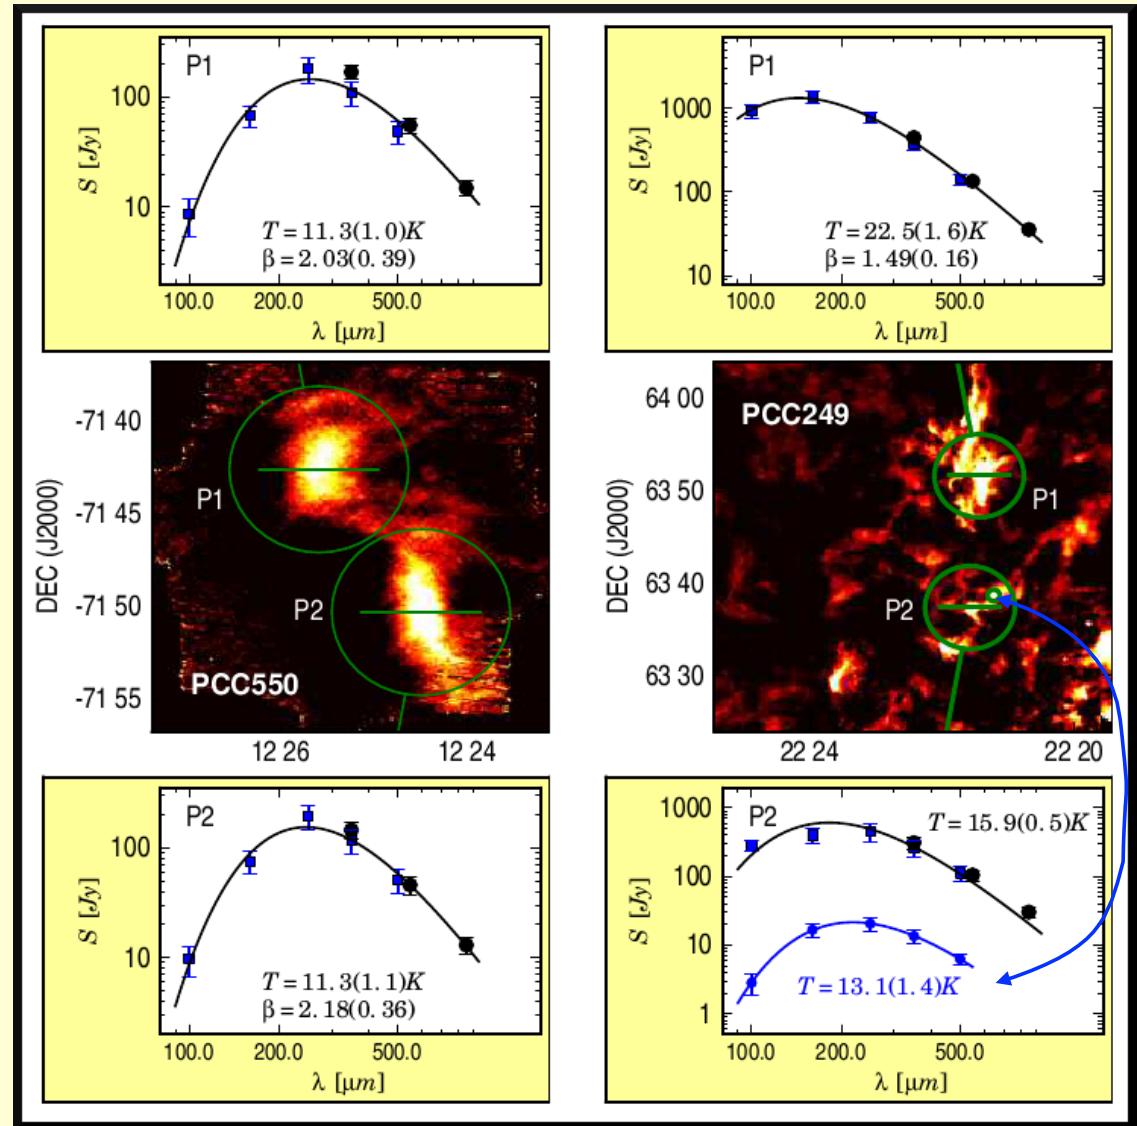 P1
S [Jy]
100
10
T = 11.3(1.0)K
β = 2.03(0.39)
100.0 200.0 500.0
λ [μm]
P1
S [Jy]
1000
100
10
T = 22.5(1.6)K
β = 1.49(0.16)
100.0 200.0 500.0
λ [μm]
DEC (J2000)
-71 40
-71 45
-71 50
-71 55
P1
P2
PCC550
12 26 12 24
DEC (J2000)
64 00
63 50
63 40
63 30
PCC249
P1
P2
22 24 22 20
P2
S [Jy]
100
10
T = 11.3(1.1)K
β = 2.18(0.36)
100.0 200.0 500.0
λ [μm]
P2
S [Jy]
1000
100
10
1
T = 15.9(0.5)K
T = 13.1(1.4)K
100.0 200.0 500.0
λ [μm]